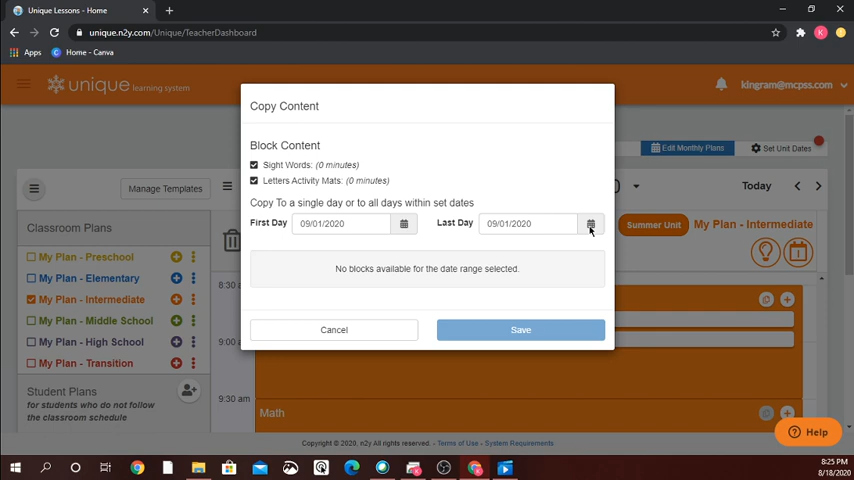 Unique Lessons - Home
unique.n2y.com/Unique/TeacherDashboard
K
Apps
Home - Canva
unique learning system
kingram@mcpss.com
Edit Monthly Plans
Set Unit Dates
Manage Templates
Today
Classroom Plans
Summer Unit
My Plan - Intermediate
My Plan - Preschool
My Plan - Elementary
My Plan - Intermediate
My Plan - Middle School
My Plan - High School
My Plan - Transition
Student Plans
for students who do not follow
the classroom schedule
8:30 a
9:00 a
9:30 am
Math
Copy Content
Block Content
Sight Words: (0 minutes)
Letters Activity Mats: (0 minutes)
Copy To a single day or to all days within set dates
First Day 09/01/2020 Last Day 09/01/2020
No blocks available for the date range selected.
Cancel Save
Help
Copyright © 2020, n2y All rights reserved. - Terms of Use - System Requirements
8:25 PM
8/18/2020